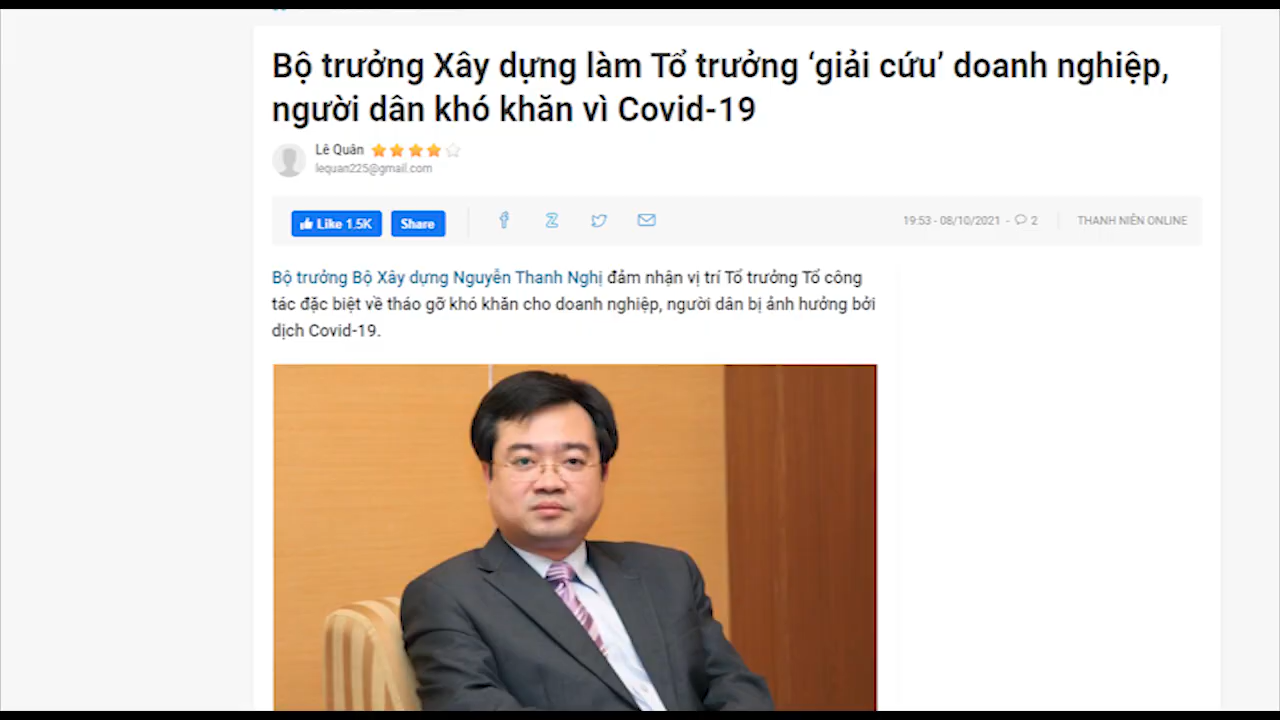 Bộ trưởng Xây dựng làm Tổ trưởng ‘giải cứu’ doanh nghiệp,
người dân khó khăn vì Covid-19
Lê Quân
lequan225@gmail.com
Like 1.5K Share 19:53 - 08/10/2021 - 2 THANH NIÊN ONLINE
Bộ trưởng Bộ Xây dựng Nguyễn Thanh Nghị đảm nhận vị trí Tổ trưởng Tổ công
tác đặc biệt về tháo gỡ khó khăn cho doanh nghiệp, người dân bị ảnh hưởng bởi
dịch Covid-19.